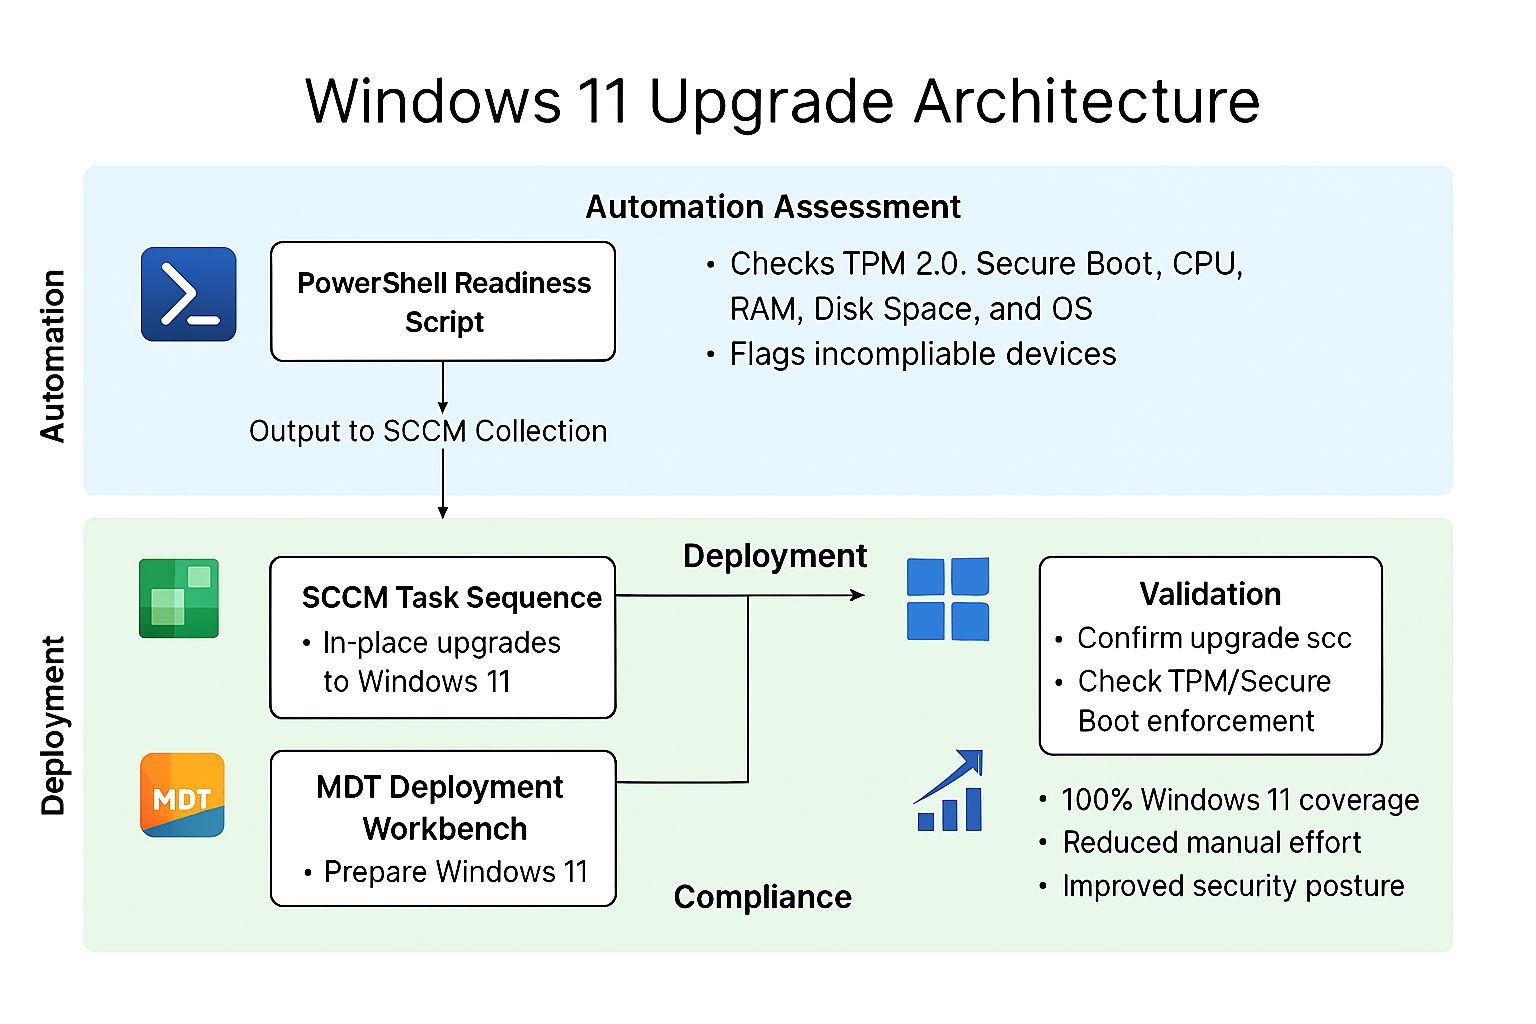 Windows 11 Upgrade Architecture
Automation
Automation Assessment
PowerShell Readiness
Script
• Checks TPM 2.0. Secure Boot, CPU,
RAM, Disk Space, and OS
• Flags incompliable devices
Output to SCCM Collection
Deployment
SCCM Task Sequence
• In-place upgrades
to Windows 11
Deployment
Validation
• Confirm upgrade scc
• Check TPM/Secure
Boot enforcement
MDT
MDT Deployment
Workbench
• Prepare Windows 11
Compliance
• 100% Windows 11 coverage
• Reduced manual effort
• Improved security posture